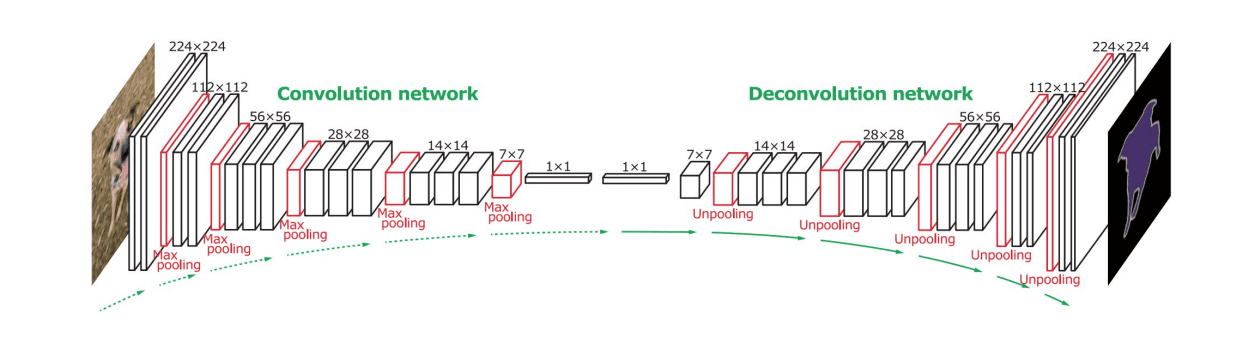 Convolution network
Deconvolution network
224×224
112×112
56×56
28×28
14×14
7×7
1×1
1×1
7×7
14×14
28×28
56×56
112×112
224×224
Max
pooling
Max
pooling
Max
pooling
Max
pooling
Max
pooling
Unpooling
Unpooling
Unpooling
Unpooling
Unpooling